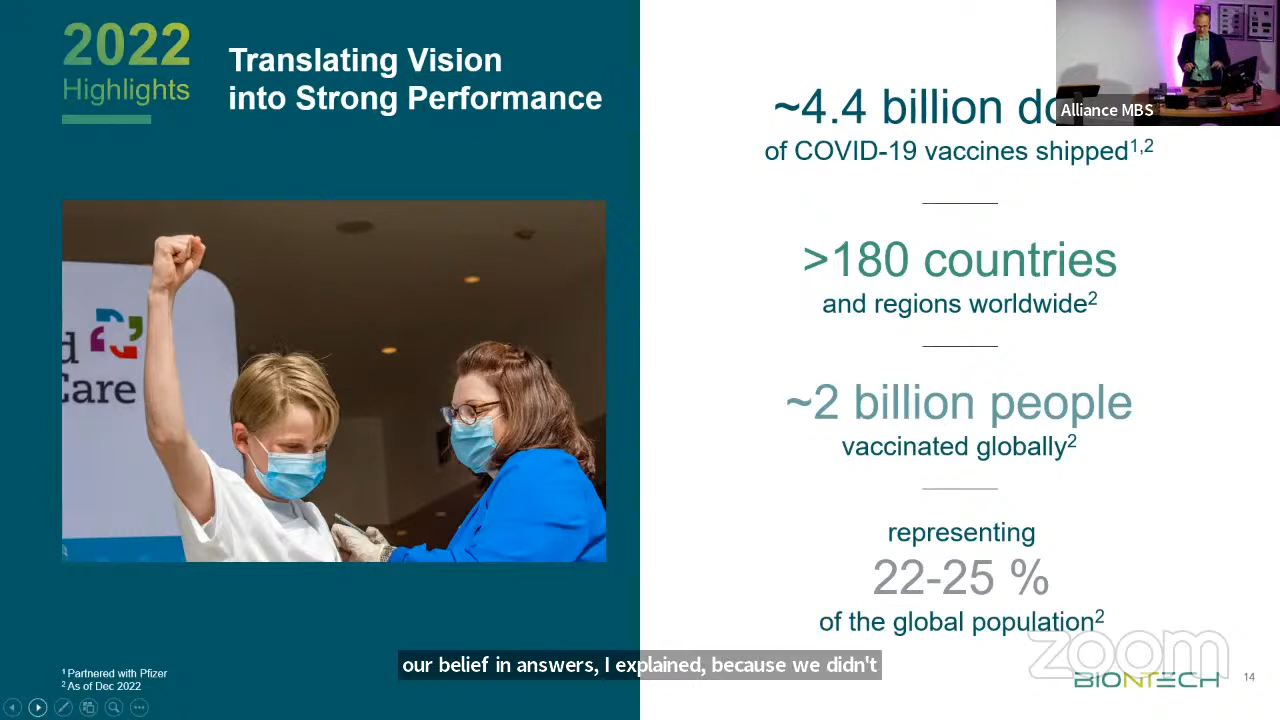 2022
Highlights
Translating Vision
into Strong Performance
~4.4 billion
of COVID-19 vaccines shipped1,2
Alliance MBS
>180 countries
and regions worldwide2
~2 billion people
vaccinated globally2
representing
22-25 %
of the global population2
Care
1 Partnered with Pfizer
2 As of Dec 2022
our belief in answers, I explained, because we didn't
zoom
BIONTECH
14